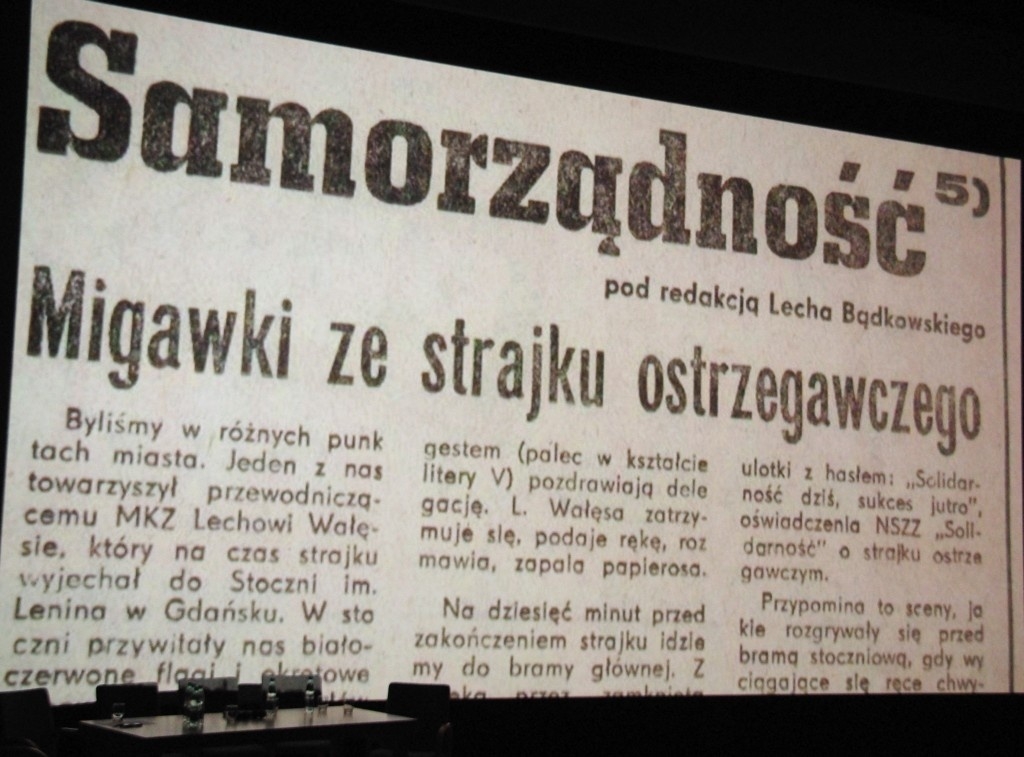 Samorządność 5)
pod redakcją Lecha Bądkowskiego
Migawki ze strajku ostrzegawczego
Byliśmy w różnych punk
tach miasta. Jeden z nas
towarzyszył przewodniczą-
cemu MKZ Lechowi Wałę-
sie, który na czas strajku
wyjechał do Stoczni im.
Lenina w Gdańsku. W sto
czni przywitały nas biało-
czerwone flagi i okrętowe
gestem (palec w kształcie
litery V) pozdrawiają dele
gację. L. Wałęsa zatrzy-
muje się, podaje rękę, roz
mawia, zapala papierosa.
Na dziesięć minut przed
zakończeniem strajku idzie
my do bramy głównej. Z
przez zamknięte
ulotki z hasłem: „Solidar-
ność dziś, sukces jutro”,
oświadczenia NSZZ „Soli-
darność” o strajku ostrze
gawczym.
Przypomina to sceny, ja
kie rozgrywały się przed
bramą stoczniową, gdy wy
ciągające się ręce chwy-